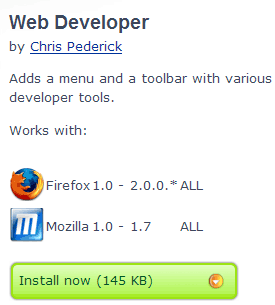 Web Developer
by Chris Pederick
Adds a menu and a toolbar with various
developer tools.
Works with:
Firefox 1.0 - 2.0.0.* ALL
Mozilla 1.0 - 1.7 ALL
Install now (145 KB)